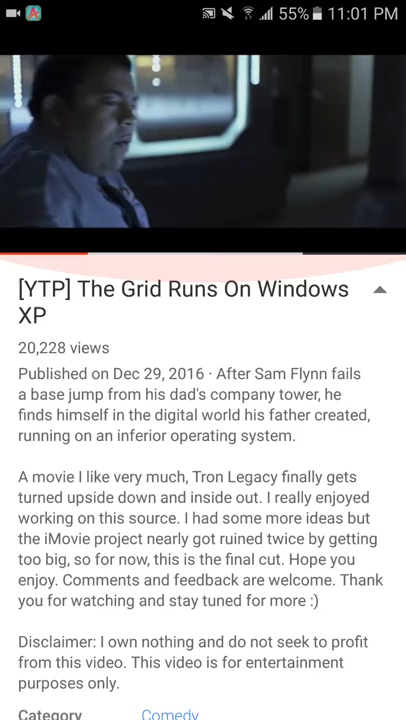 55% 11:01 PM
[YTP] The Grid Runs On Windows
XP
20,228 views
Published on Dec 29, 2016 · After Sam Flynn fails
a base jump from his dad's company tower, he
finds himself in the digital world his father created,
running on an inferior operating system.
A movie I like very much, Tron Legacy finally gets
turned upside down and inside out. I really enjoyed
working on this source. I had some more ideas but
the iMovie project nearly got ruined twice by getting
too big, so for now, this is the final cut. Hope you
enjoy. Comments and feedback are welcome. Thank
you for watching and stay tuned for more :)
Disclaimer: I own nothing and do not seek to profit
from this video. This video is for entertainment
purposes only.
Category Comedy